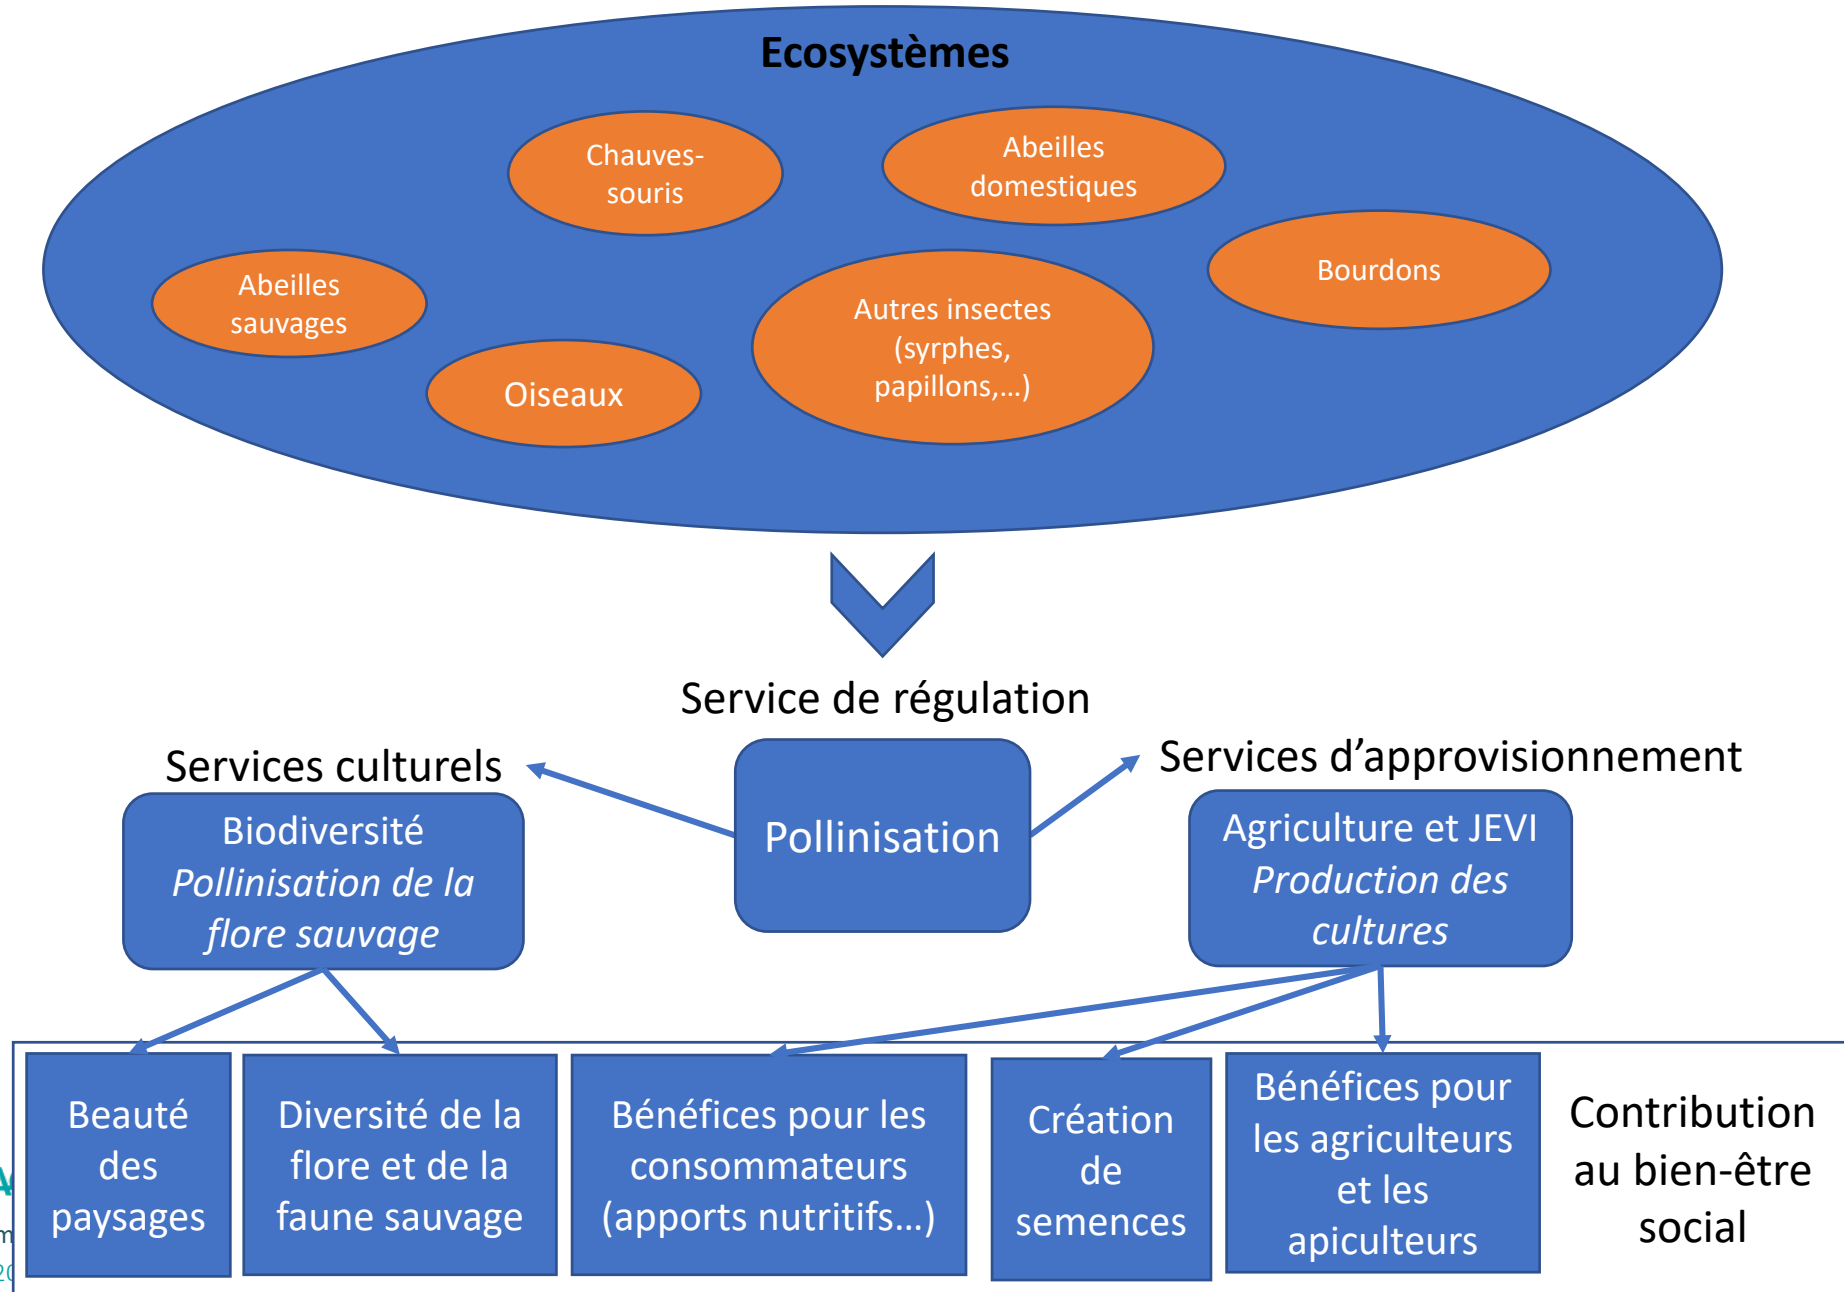 Ecosystèmes
Chauves-
souris
Abeilles
domestiques
Abeilles
sauvages
Oiseaux
Autres insectes
(syrphes,
papillons,...)
Bourdons
Service de régulation
Services culturels
Services d’approvisionnement
Biodiversité
Pollinisation de la
flore sauvage
Pollinisation
Agriculture et JEVI
Production des
cultures
Beauté
des
paysages
Diversité de la
flore et de la
faune sauvage
Bénéfices pour les
consommateurs
(apports nutritifs...)
Création
de
semences
Bénéfices pour
les agriculteurs
et les
apiculteurs
Contribution
au bien-être
social